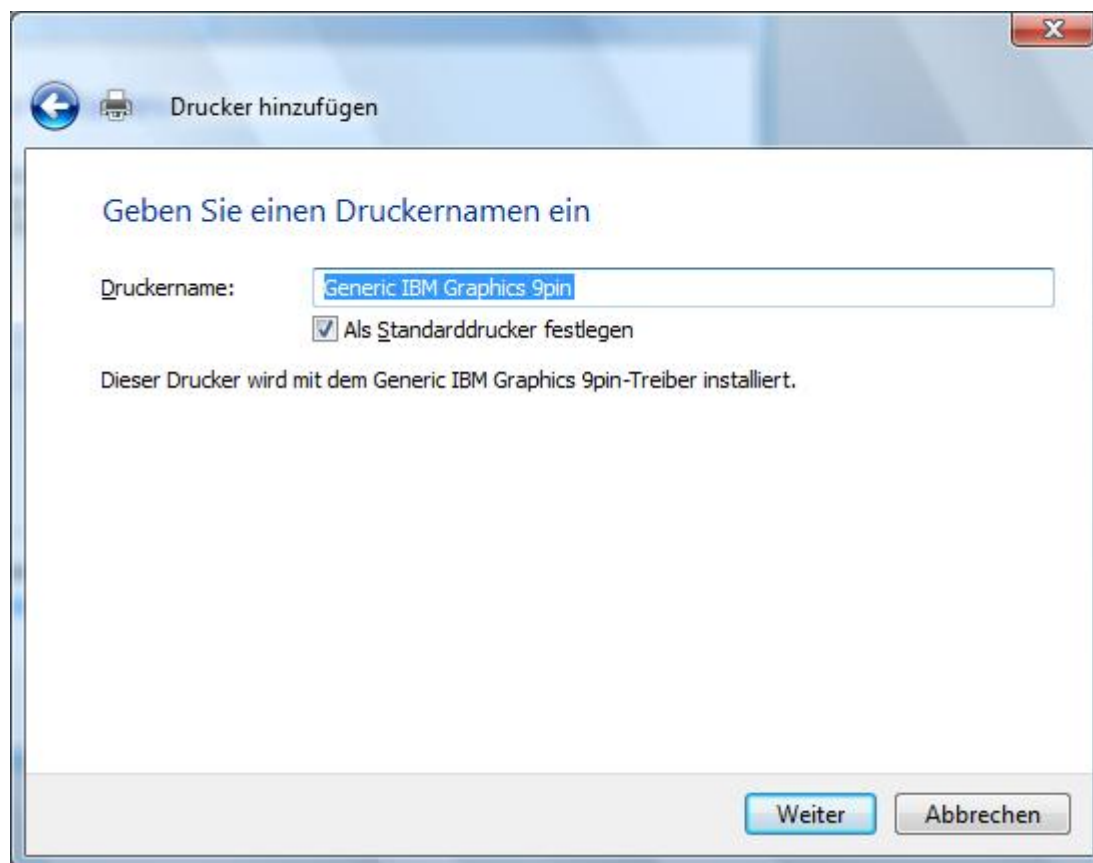 Drucker hinzufügen
Geben Sie einen Druckernamen ein
Druckername: Generic IBM Graphics 9pin
Als Standarddrucker festlegen
Dieser Drucker wird mit dem Generic IBM Graphics 9pin-Treiber installiert.
Weiter Abbrechen